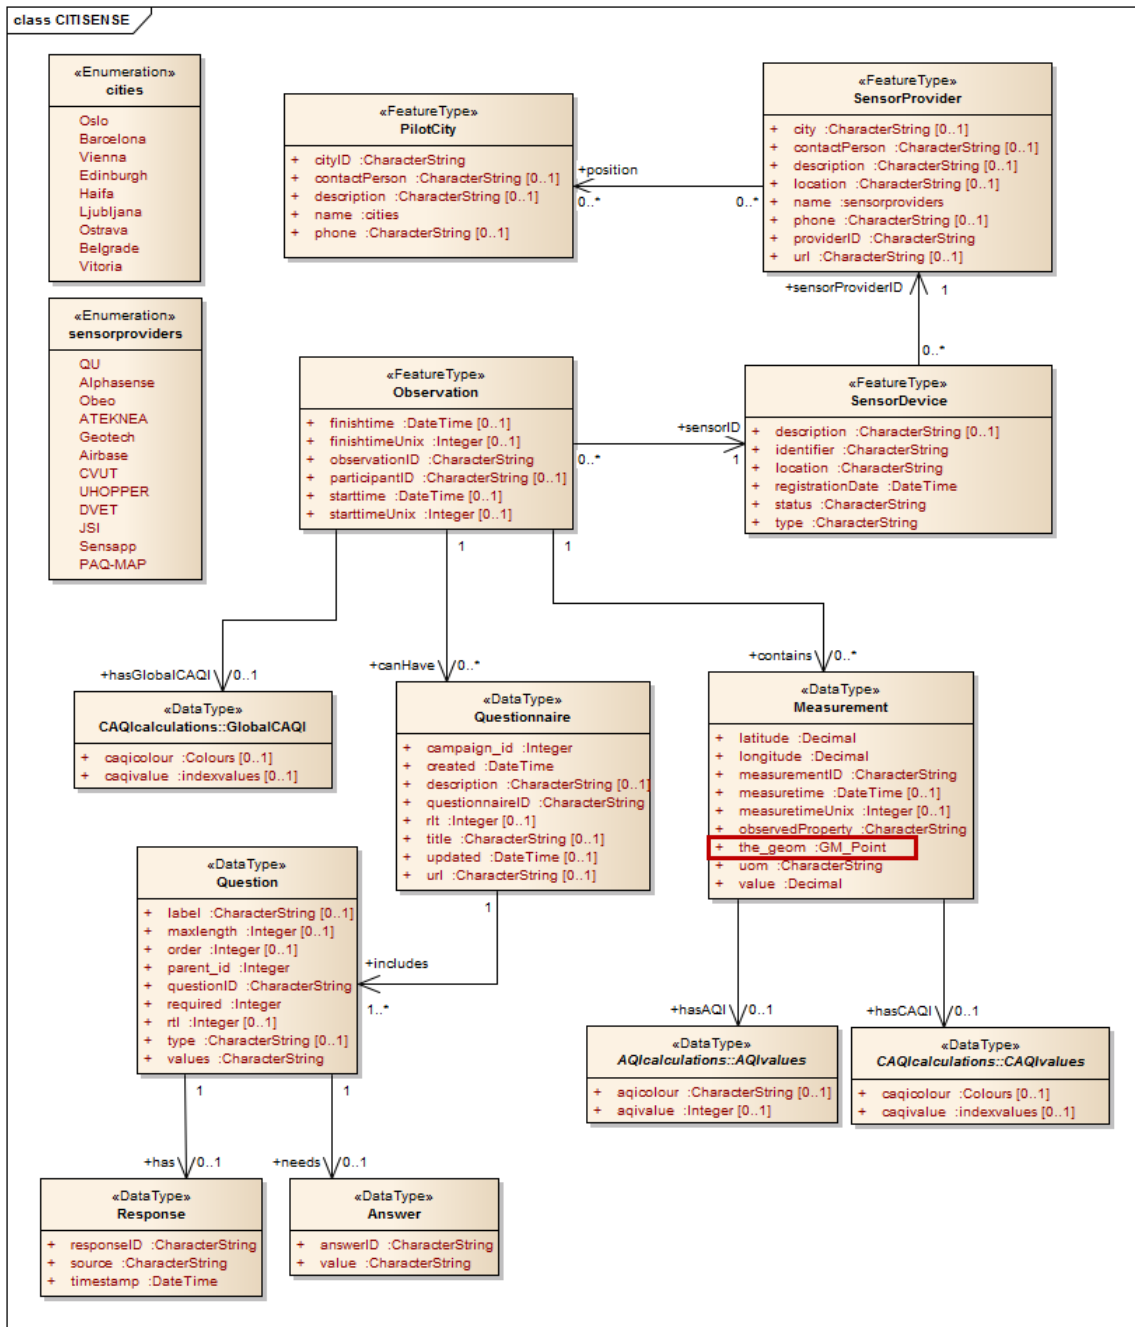 class CITISENSE
«Enumeration»
cities
Oslo
Barcelona
Vienna
Edinburgh
Haifa
Ljubljana
Ostrava
Belgrade
Vitoria
«FeatureType»
PilotCity
+ cityID :CharacterString
+ contactPerson :CharacterString [0..1]
+ description :CharacterString [0..1]
+ name :cities
+ phone :CharacterString [0..1]
+position
0..*
0..*
«FeatureType»
SensorProvider
+ city :CharacterString [0..1]
+ contactPerson :CharacterString [0..1]
+ description :CharacterString [0..1]
+ location :CharacterString [0..1]
+ name :sensorproviders
+ phone :CharacterString [0..1]
+ providerID :CharacterString
+ url :CharacterString [0..1]
+sensorProviderID
1
0..*
«Enumeration»
sensorproviders
QU
Alphasense
Obeo
ATEKNEA
Geotech
Airbase
CVUT
UHOPPER
DVET
JSI
Sensapp
PAQ-MAP
«FeatureType»
Observation
+ finishtime :DateTime [0..1]
+ finishtimeUnix :Integer [0..1]
+ observationID :CharacterString
+ participantID :CharacterString [0..1]
+ starttime :DateTime [0..1]
+ starttimeUnix :Integer [0..1]
+sensorID
0..*
1
«FeatureType»
SensorDevice
+ description :CharacterString [0..1]
+ identifier :CharacterString
+ location :CharacterString
+ registrationDate :DateTime
+ status :CharacterString
+ type :CharacterString
1
1
+hasGlobalCAQI
0..1
+canHave
0..*
+contains
0..*
«DataType»
CAQIcalculations::GlobalCAQI
+ caqicolour :Colours [0..1]
+ caqivalue :indexvalues [0..1]
«DataType»
Questionnaire
+ campaign_id :Integer
+ created :DateTime
+ description :CharacterString [0..1]
+ questionnaireID :CharacterString
+ rlt :Integer [0..1]
+ title :CharacterString [0..1]
+ updated :DateTime [0..1]
+ url :CharacterString [0..1]
1
«DataType»
Measurement
+ latitude :Decimal
+ longitude :Decimal
+ measurementID :CharacterString
+ measuretime :DateTime [0..1]
+ measuretimeUnix :Integer [0..1]
+ observedProperty :CharacterString
+ the_geom :GM_Point
+ uom :CharacterString
+ value :Decimal
«DataType»
Question
+ label :CharacterString [0..1]
+ maxlength :Integer [0..1]
+ order :Integer [0..1]
+ parent_id :Integer
+ questionID :CharacterString
+ required :Integer
+ rtl :Integer [0..1]
+ type :CharacterString [0..1]
+ values :CharacterString
+includes
1..*
1
1
+hasAQI
0..1
+hasCAQI
0..1
«DataType»
AQIcalculations::AQIvalues
+ aqicolour :CharacterString [0..1]
+ aqivalue :Integer [0..1]
«DataType»
CAQIcalculations::CAQIvalues
+ caqicolour :Colours [0..1]
+ caqivalue :indexvalues [0..1]
+has
0..1
+needs
0..1
«DataType»
Response
+ responseID :CharacterString
+ source :CharacterString
+ timestamp :DateTime
«DataType»
Answer
+ answerID :CharacterString
+ value :CharacterString